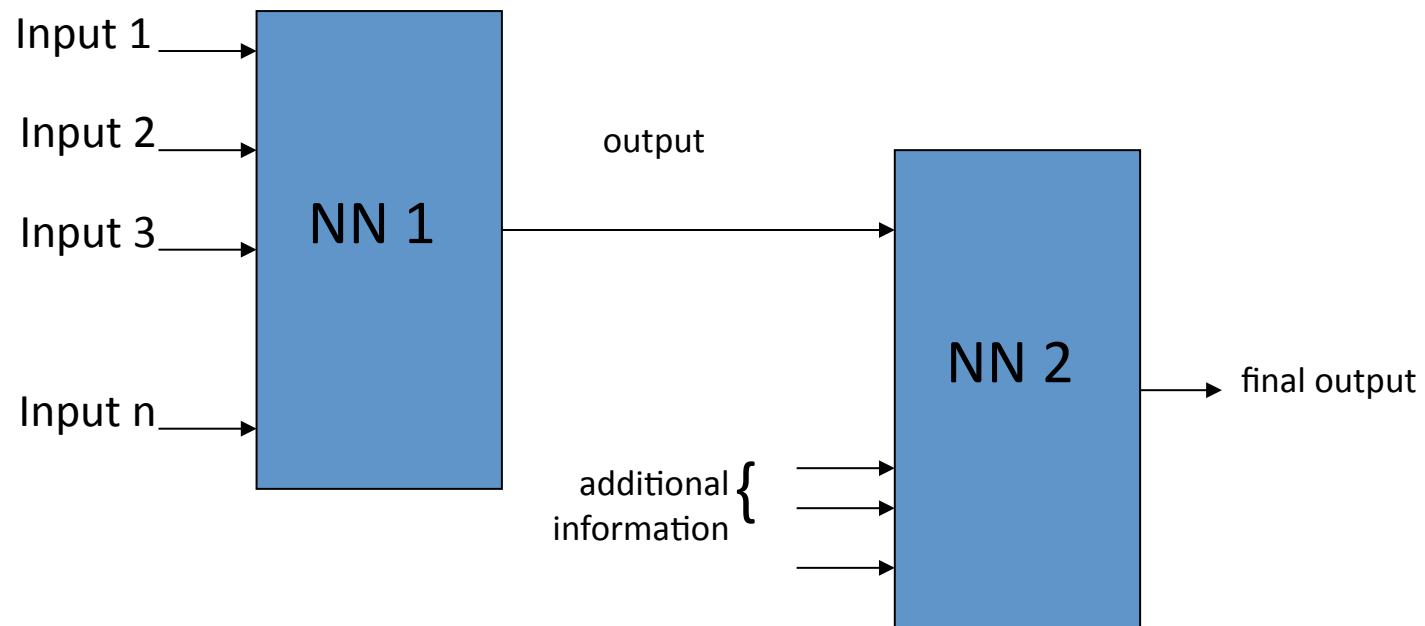 Input 1
Input 2
Input 3
Input n
NN 1
output
NN 2
additional {
information
final output